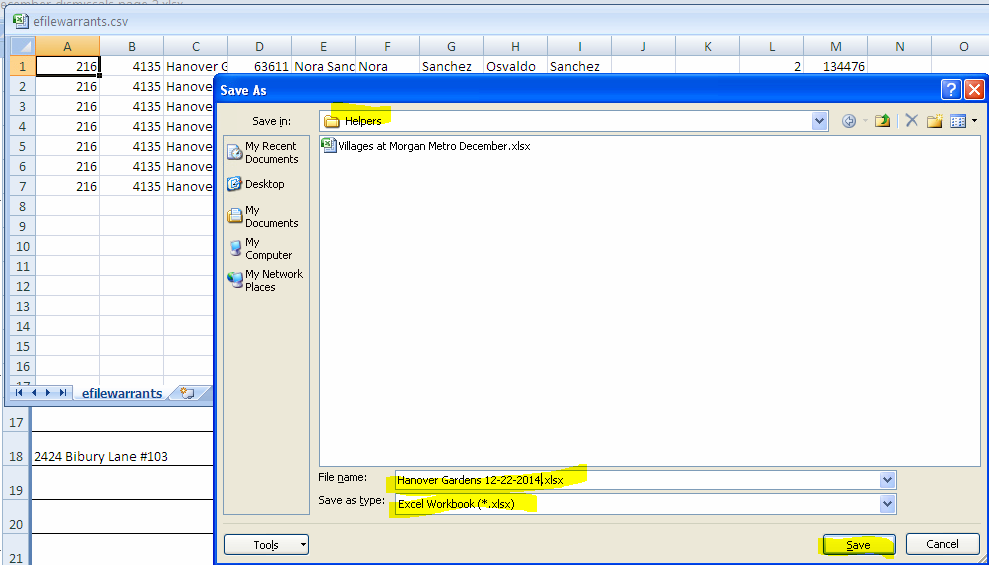 efilewarrants.csv
A B C D E F G H I J K L M N O
1 216 4135 Hanover G 63611 Nora Sanc Nora Sanchez Osvaldo Sanchez 2 134476
2 216 4135 Hanove
3 216 4135 Hanove
4 216 4135 Hanove
5 216 4135 Hanove
6 216 4135 Hanove
7 216 4135 Hanove
8
9
10
11
12
13
14
15
16
17
efilewarrants
17
18 2424 Bibury Lane #103
19
20
21
Save As
Save in: Helpers
My Recent
Documents
Desktop
My
Documents
My
Computer
My Network
Places
Villages at Morgan Metro December.xlsx
File name: Hanover Gardens 12-22-2014.xlsx
Save as type: Excel Workbook (*.xlsx)
Tools Save Cancel